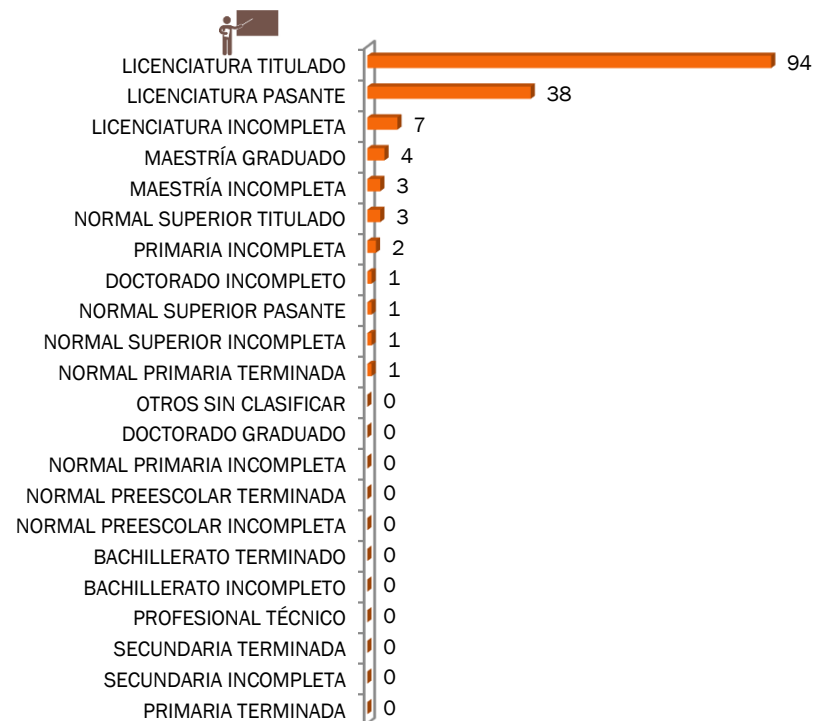 LICENCIATURA TITULADO 94
LICENCIATURA PASANTE 38
LICENCIATURA INCOMPLETA 7
MAESTRÍA GRADUADO 4
MAESTRÍA INCOMPLETA 3
NORMAL SUPERIOR TITULADO 3
PRIMARIA INCOMPLETA 2
DOCTORADO INCOMPLETO 1
NORMAL SUPERIOR PASANTE 1
NORMAL SUPERIOR INCOMPLETA 1
NORMAL PRIMARIA TERMINADA 1
OTROS SIN CLASIFICAR 0
DOCTORADO GRADUADO 0
NORMAL PRIMARIA INCOMPLETA 0
NORMAL PREESCOLAR TERMINADA 0
NORMAL PREESCOLAR INCOMPLETA 0
BACHILLERATO TERMINADO 0
BACHILLERATO INCOMPLETO 0
PROFESIONAL TÉCNICO 0
SECUNDARIA TERMINADA 0
SECUNDARIA INCOMPLETA 0
PRIMARIA TERMINADA 0